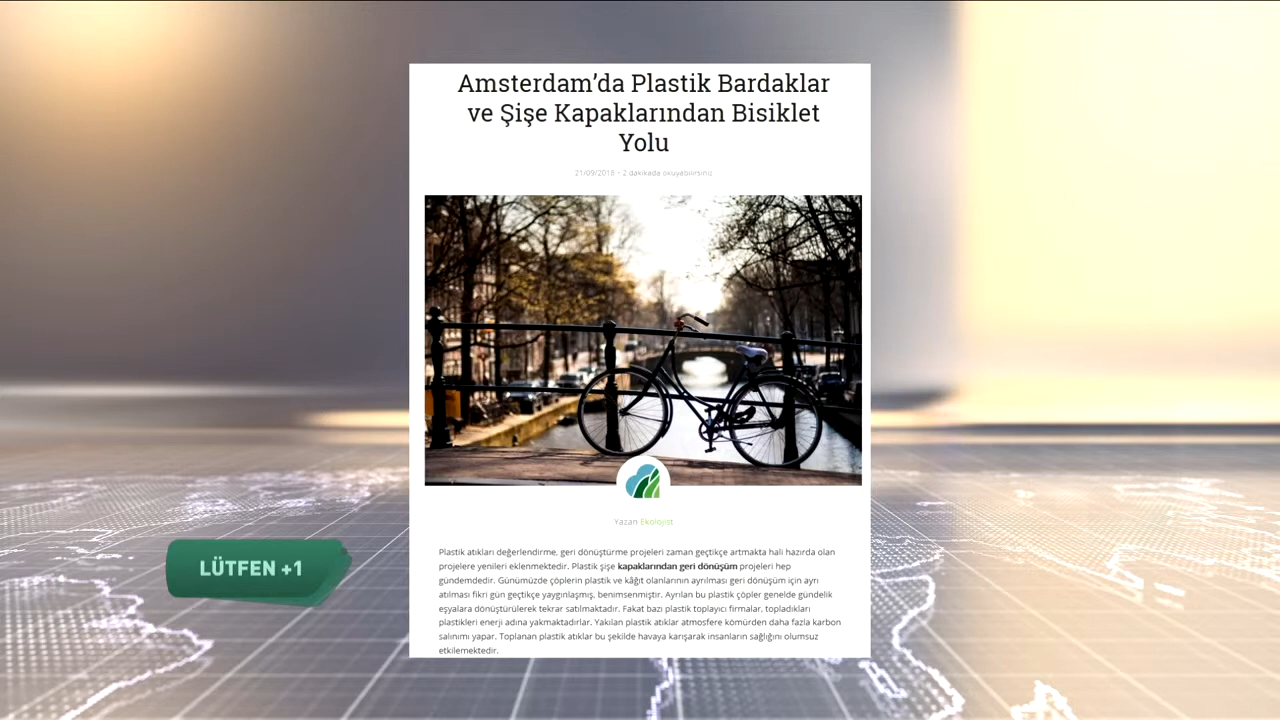 Amsterdam’da Plastik Bardaklar
ve Şişe Kapaklarından Bisiklet
Yolu
21/09/2018 - 2 dakikada okuyabilirsiniz
Yazan Ekolojist
Plastik atıkları değerlendirme, geri dönüştürme projeleri zaman geçtikçe artmakta hali hazırda olan
projelere yenileri eklenmektedir. Plastik şişe kapaklarından geri dönüşüm projeleri hep
gündemdedir. Günümüzde çöplerin plastik ve kâğıt olanlarının ayrılması geri dönüşüm için ayrı
atılması fikri gün geçtikçe yaygınlaşmış, benimsenmiştir. Ayrılan bu plastik çöpler genelde gündelik
eşyalara dönüştürülerek tekrar satılmaktadır. Fakat bazı plastik toplayıcı firmalar, topladıkları
plastikleri enerji adına yakmaktadırlar. Yakılan plastik atıklar atmosfere kömürden daha fazla karbon
salınımı yapar. Toplanan plastik atıklar bu şekilde havaya karışarak insanların sağlığını olumsuz
etkilemektedir.
LÜTFEN +1